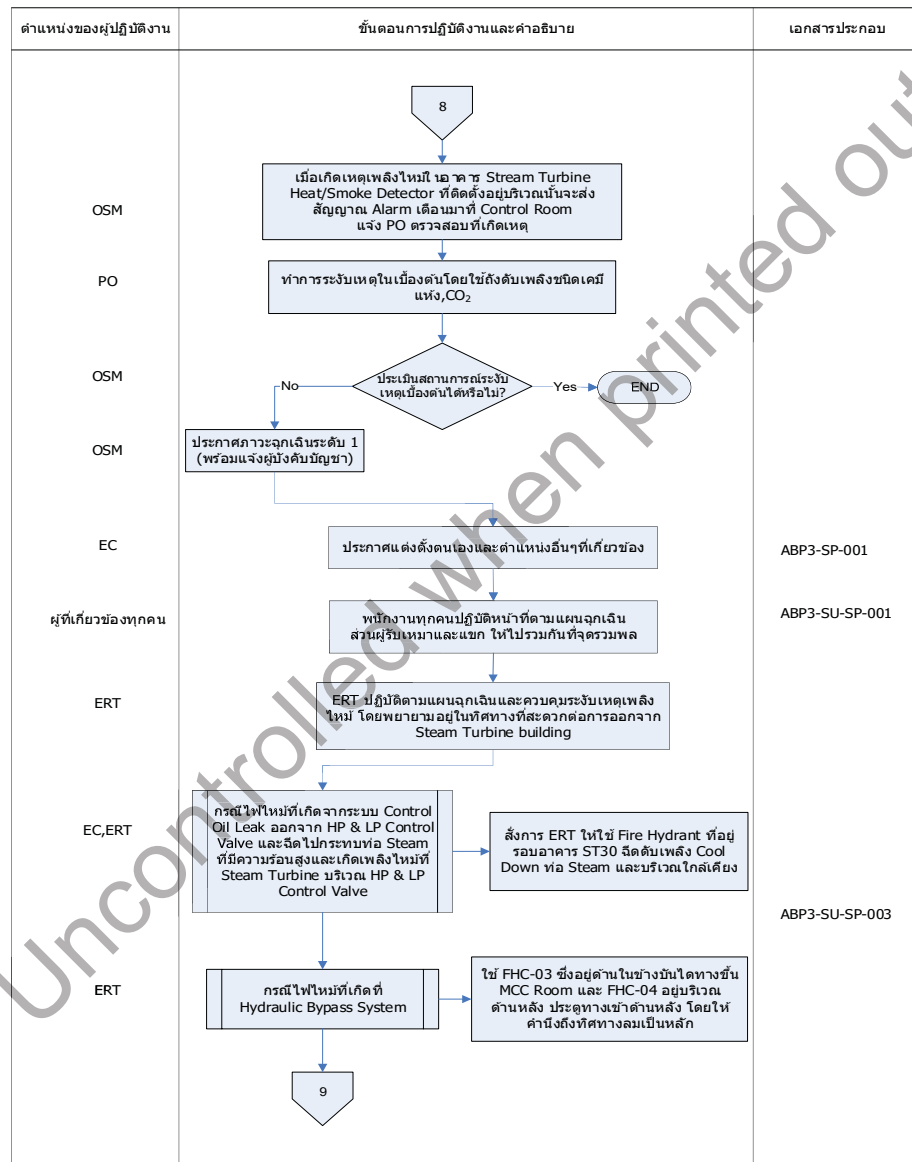 ตำแหน่งของผู้ปฏิบัติงาน
ขั้นตอนการปฏิบัติงานและคำอธิบาย
เอกสารประกอบ
8
OSM
เมื่อเกิดเหตุเพลิงไหม้ใน อาคาร Stream Turbine
Heat/Smoke Detector ที่ติดตั้งอยู่บริเวณนั้นจะส่ง
สัญญาณ Alarm เตือนมาที่ Control Room
แจ้ง PO ตรวจสอบที่เกิดเหตุ
PO
ทำการระงับเหตุในเบื้องต้นโดยใช้ถังดับเพลิงชนิดเคมี
แห้ง,CO₂
OSM
ประเมินสถานการณ์ระงับ
เหตุเบื้องต้นได้หรือไม่?
No
Yes
END
OSM
ประกาศภาวะฉุกเฉินระดับ 1
(พร้อมแจ้งผู้บังคับบัญชา)
EC
ประกาศแต่งตั้งตนเองและตำแหน่งอื่นๆที่เกี่ยวข้อง
ABP3-SP-001
ผู้ที่เกี่ยวข้องทุกคน
พนักงานทุกคนปฏิบัติหน้าที่ตามแผนฉุกเฉิน
ส่วนผู้รับเหมาและแขก ให้ไปรวมกันที่จุดรวมพล
ABP3-SU-SP-001
ERT
ERT ปฏิบัติตามแผนฉุกเฉินและควบคุมระงับเหตุเพลิง
ไหม้ โดยพยายามอยู่ในทิศทางที่สะดวกต่อการออกจาก
Steam Turbine building
EC,ERT
กรณีไฟไหม้ที่เกิดจากระบบ Control
Oil Leak ออกจาก HP & LP Control
Valve และฉีดไปกระทบท่อ Steam
ที่มีความร้อนสูงและเกิดเพลิงไหม้ที่
Steam Turbine บริเวณ HP & LP
Control Valve
สั่งการ ERT ให้ใช้ Fire Hydrant ที่อยู่
รอบอาคาร ST30 ฉีดดับเพลิง Cool
Down ท่อ Steam และบริเวณใกล้เคียง
ABP3-SU-SP-003
ERT
กรณีไฟไหม้ที่เกิดที่
Hydraulic Bypass System
ใช้ FHC-03 ซึ่งอยู่ด้านในข้างบันไดทางขึ้น
MCC Room และ FHC-04 อยู่บริเวณ
ด้านหลัง ประตูทางเข้าด้านหลัง โดยให้
คำนึงถึงทิศทางลมเป็นหลัก
9
Uncontrolled when printed out